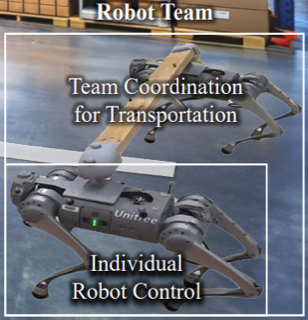 Robot Team
Team Coordination
for Transportation
Unitree
Individual
Robot Control